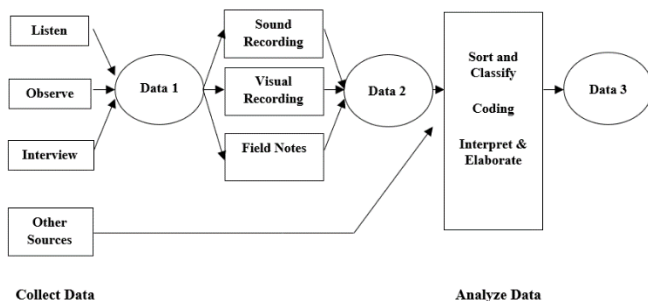 Listen
Observe
Interview
Other
Sources
Data 1
Sound
Recording
Visual
Recording
Field Notes
Data 2
Sort and
Classify
Coding
Interpret &
Elaborate
Data 3
Collect Data
Analyze Data